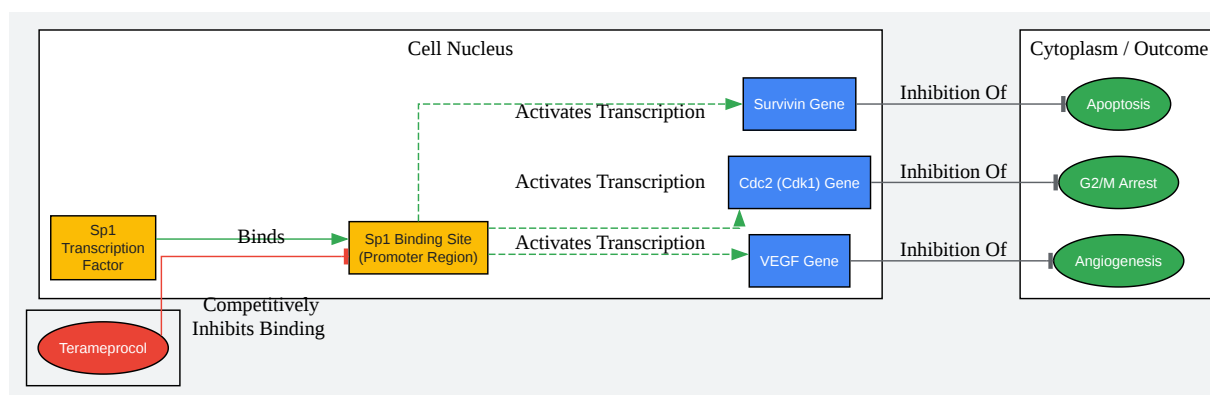 Cell Nucleus
Cytoplasm / Outcome
Survivin Gene
Inhibition Of
Apoptosis
Activates Transcription
Activates Transcription
Cdc2 (Cdk1) Gene
Inhibition Of
G2/M Arrest
Sp1
Transcription
Factor
Binds
Sp1 Binding Site
(Promoter Region)
Activates Transcription
VEGF Gene
Inhibition Of
Angiogenesis
Competitively
Inhibits Binding
Terameprocol